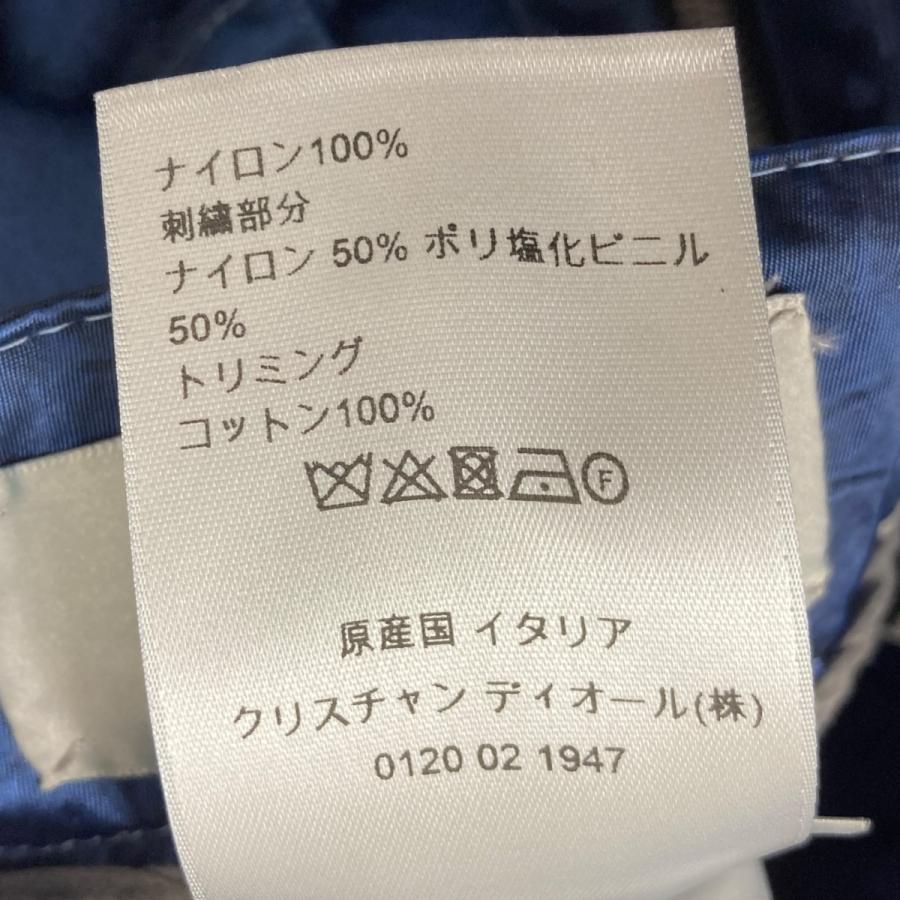 ナイロン100%
刺繍部分
ナイロン 50% ポリ塩化ビニル
50%
トリミング
コットン100%
F
原産国 イタリア
クリスチャン ディオール(株)
0120 02 1947